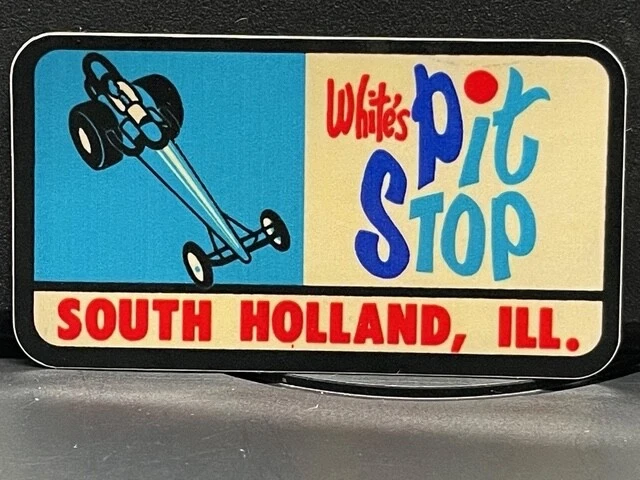 White's Pit
Stop
SOUTH HOLLAND, ILL.